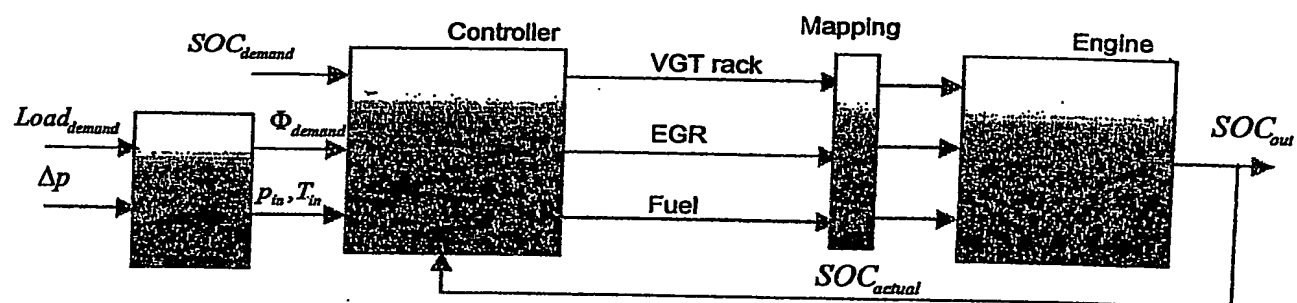 Controller
Mapping
Engine
SOC_demand
VGT rack
Load_demand
Φ_demand
EGR
SOC_out
Δp
p_in, T_in
Fuel
SOC_actual